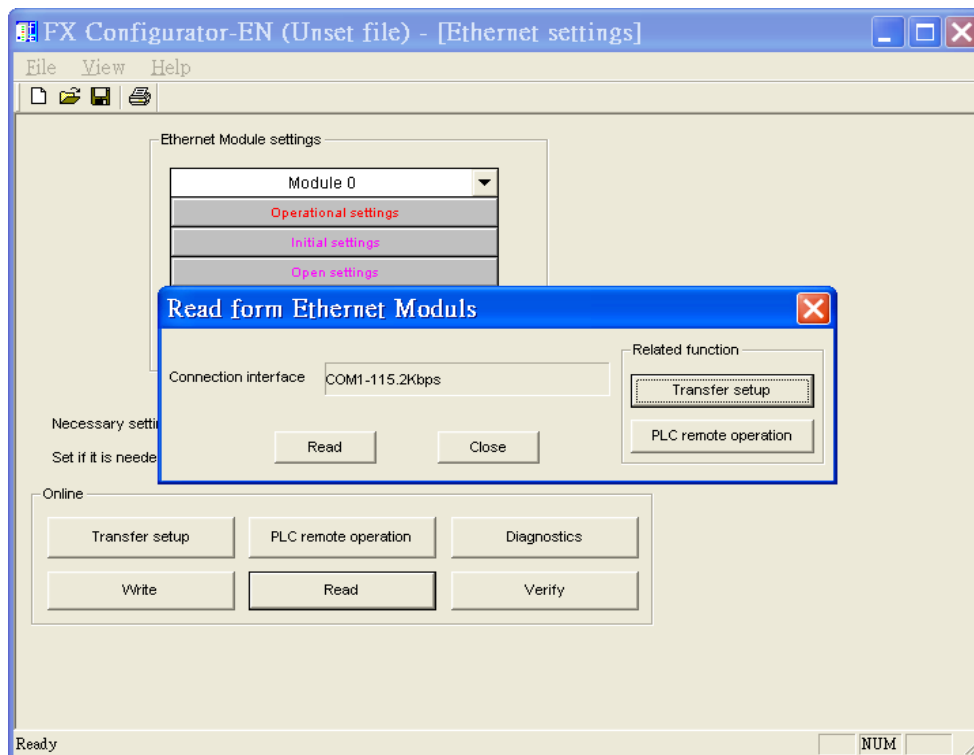 FX Configurator-EN (Unset file) - [Ethernet settings]
File View Help
Ethernet Module settings
Module 0
Operational settings
Initial settings
Open settings
Read form Ethernet Moduls
Related function
Connection interface COM1-115.2Kbps
Transfer setup
Read Close
PLC remote operation
Necessary setti
Set if it is neede
Online
Transfer setup PLC remote operation Diagnostics
Write Read Verify
Ready NUM